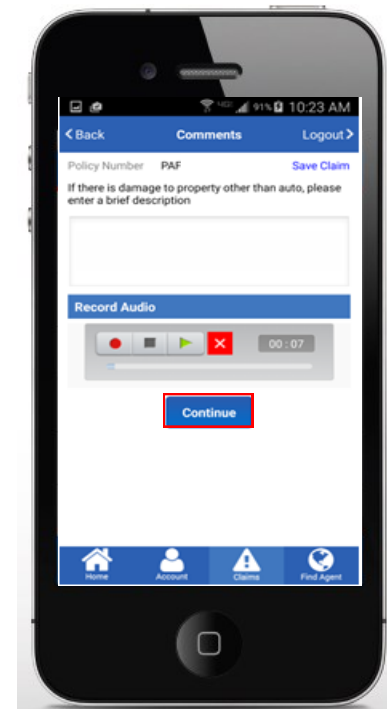 91% 10:23 AM
Back Comments Logout
Policy Number PAF Save Claim
If there is damage to property other than auto, please
enter a brief description
Record Audio
00 : 07
Continue
Home Account Claims Find Agent